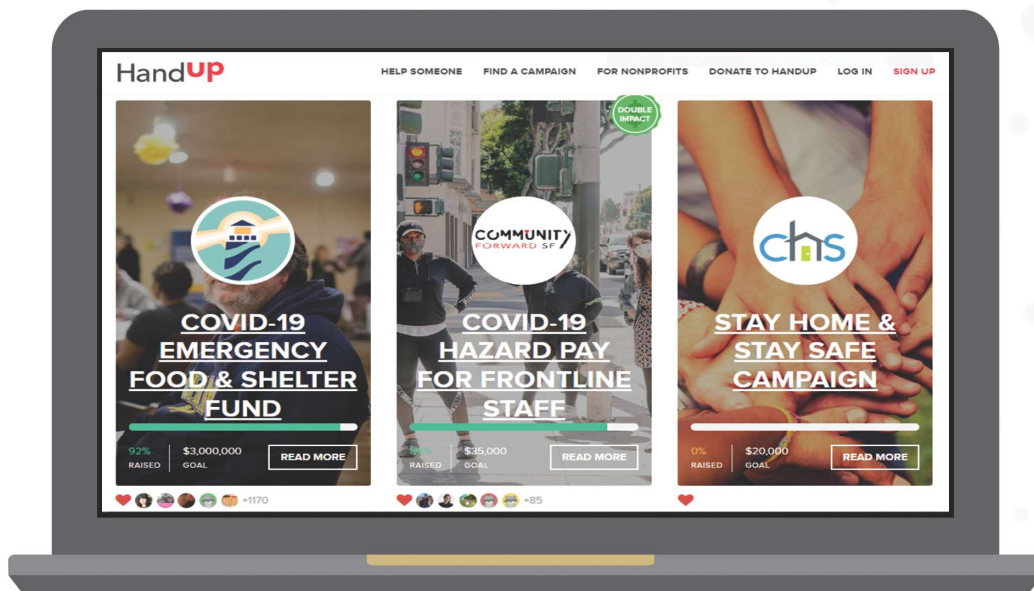 HandUP
HELP SOMEONE FIND A CAMPAIGN FOR NONPROFITS DONATE TO HANDUP LOG IN SIGN UP
COVID-19
EMERGENCY
FOOD & SHELTER
FUND
92%
RAISED
$3,000,000
GOAL
READ MORE
+1170
DOUBLE
IMPACT
COMMUNITY
FORWARD SF
COVID-19
HAZARD PAY
FOR FRONTLINE
STAFF
RAISED
$35,000
GOAL
READ MORE
+85
chs
STAY HOME &
STAY SAFE
CAMPAIGN
0%
RAISED
$20,000
GOAL
READ MORE